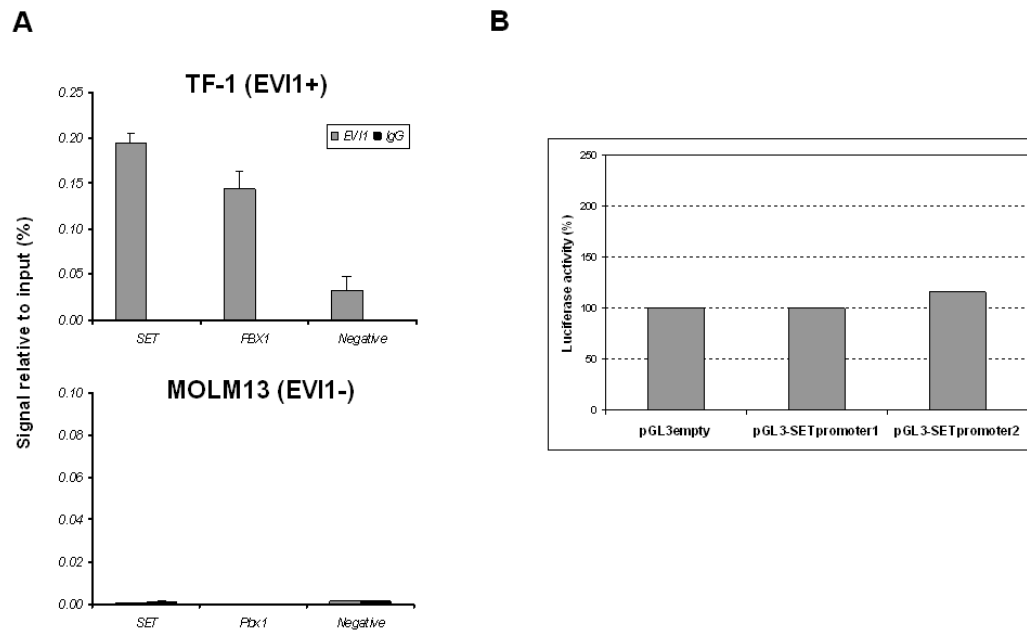 A
B
TF-1 (EVI1+)
0.25
0.20
0.15
0.10
0.05
0.00
EVI1 IgG
SET PBX1 Negative
Signal relative to input (%)
MOLM13 (EVI1-)
0.10
0.08
0.06
0.04
0.02
0.00
SET Pbx1 Negative
250
200
150
100
50
0
Luciferase activity (%)
pGL3empty pGL3-SETpromoter1 pGL3-SETpromoter2